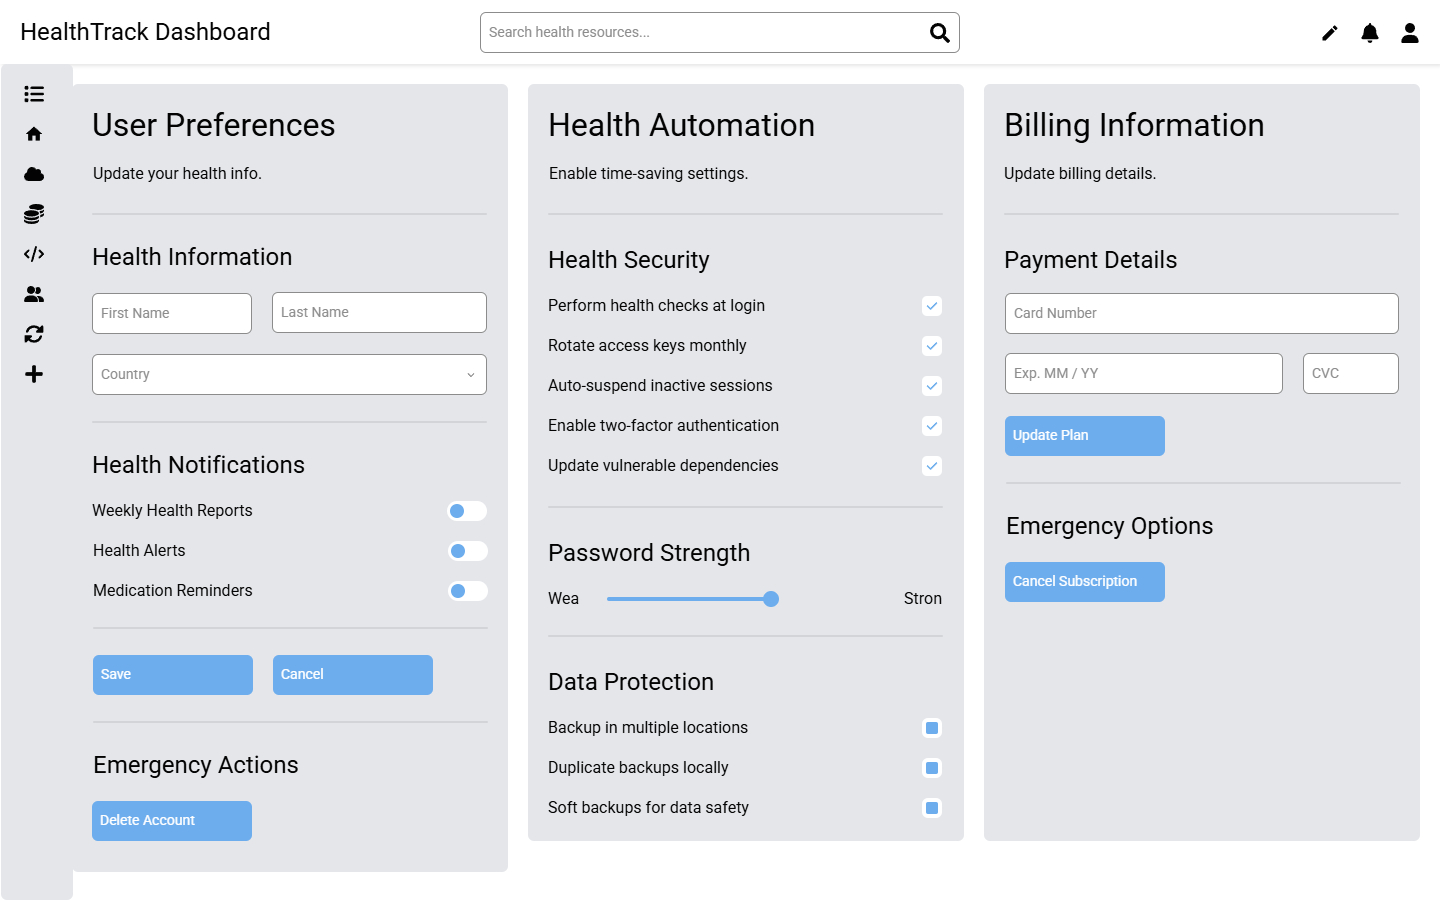 HealthTrack Dashboard
Search health resources...
User Preferences
Update your health info.
Health Information
First Name
Last Name
Country
Health Notifications
Weekly Health Reports
Health Alerts
Medication Reminders
Save
Cancel
Emergency Actions
Delete Account
Health Automation
Enable time-saving settings.
Health Security
Perform health checks at login
Rotate access keys monthly
Auto-suspend inactive sessions
Enable two-factor authentication
Update vulnerable dependencies
Password Strength
Wea
Stron
Data Protection
Backup in multiple locations
Duplicate backups locally
Soft backups for data safety
Billing Information
Update billing details.
Payment Details
Card Number
Exp. MM / YY
CVC
Update Plan
Emergency Options
Cancel Subscription